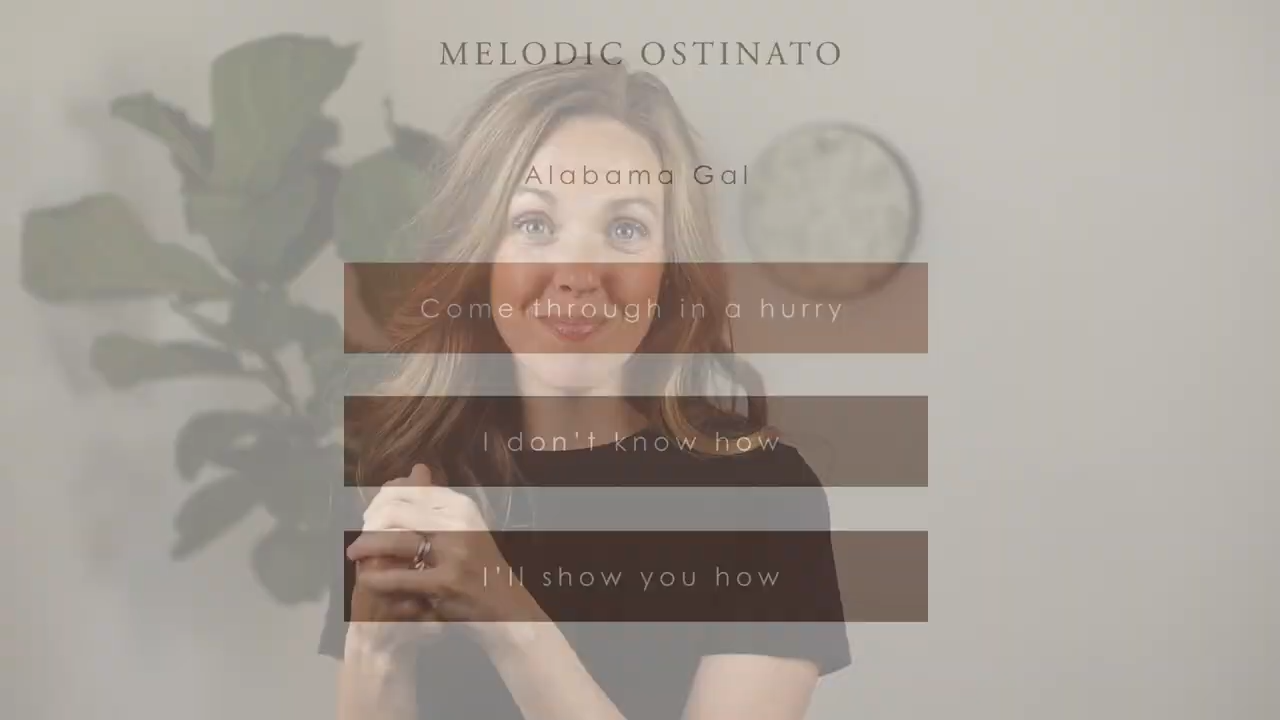 MELODIC OSTINATO
Alabama Gal
Come through in a hurry
I don't know how
I'll show you how